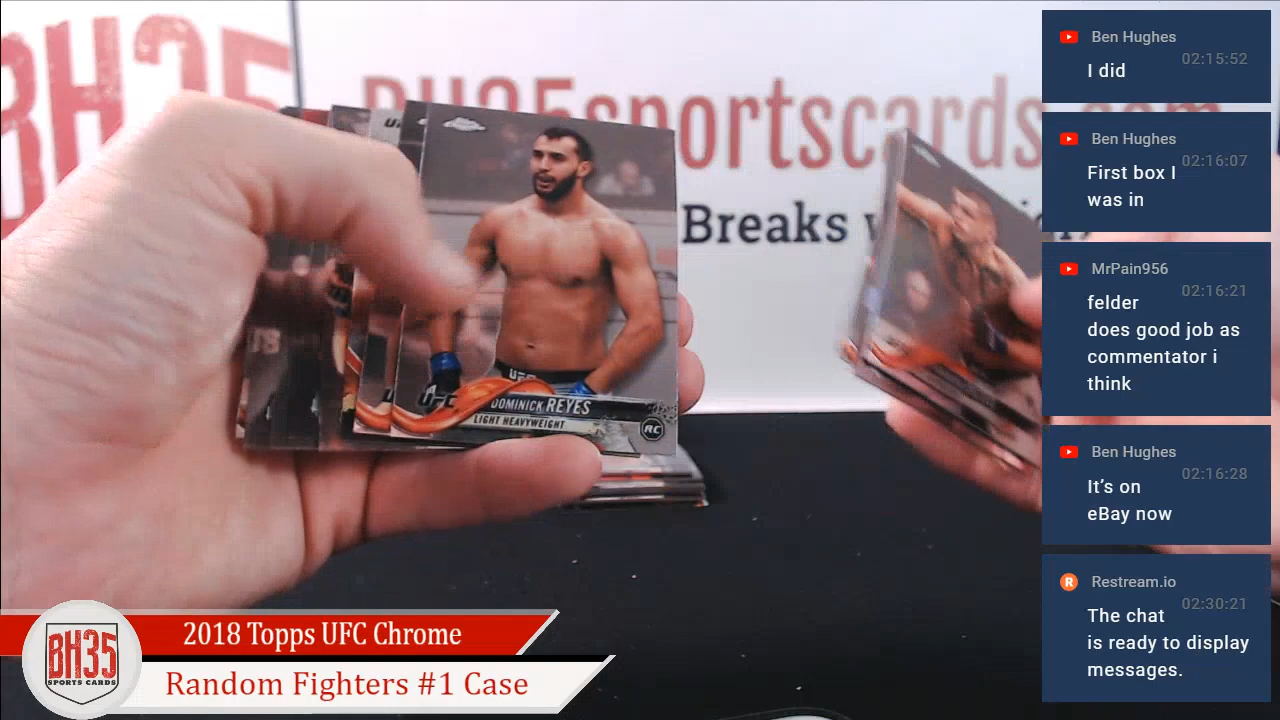 BH35
BH35sportscards.com
Breaks
UFC
DOMINICK REYES
LIGHT HEAVYWEIGHT
RC
UFC
Ben Hughes
02:15:52
I did
Ben Hughes
02:16:07
First box I
was in
MrPain956
02:16:21
felder
does good job as
commentator i
think
Ben Hughes
02:16:28
It's on
eBay now
Restream.io
02:30:21
The chat
is ready to display
messages.
BH35
SPORTS CARDS
2018 Topps UFC Chrome
Random Fighters #1 Case